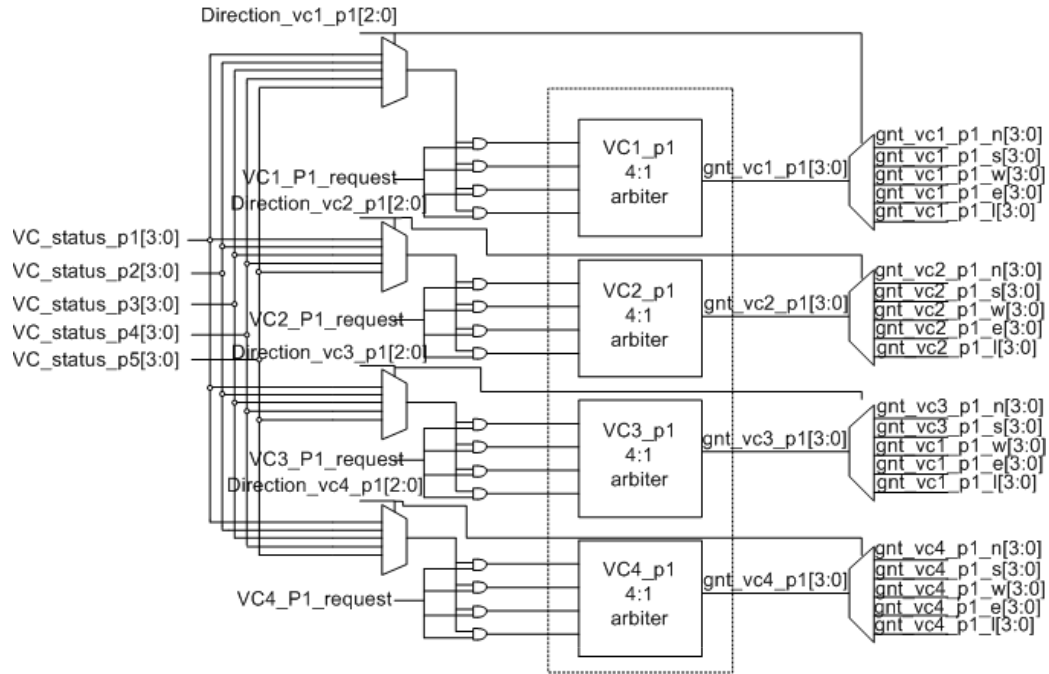 Direction_vc1_p1[2:0]
VC1_P1_request
VC1_p1
4:1
arbiter
gnt_vc1_p1[3:0]
gnt_vc1_p1_n[3:0]
gnt_vc1_p1_s[3:0]
gnt_vc1_p1_w[3:0]
gnt_vc1_p1_e[3:0]
gnt_vc1_p1_l[3:0]
Direction_vc2_p1[2:0]
VC_status_p1[3:0]
VC_status_p2[3:0]
VC_status_p3[3:0]
VC_status_p4[3:0]
VC_status_p5[3:0]
VC2_P1_request
VC2_p1
4:1
arbiter
gnt_vc2_p1[3:0]
gnt_vc2_p1_n[3:0]
gnt_vc2_p1_s[3:0]
gnt_vc2_p1_w[3:0]
gnt_vc2_p1_e[3:0]
gnt_vc2_p1_l[3:0]
Direction_vc3_p1[2:0]
VC3_P1_request
VC3_p1
4:1
arbiter
gnt_vc3_p1[3:0]
gnt_vc3_p1_n[3:0]
gnt_vc3_p1_s[3:0]
gnt_vc1_p1_w[3:0]
gnt_vc1_p1_e[3:0]
gnt_vc1_p1_l[3:0]
Direction_vc4_p1[2:0]
VC4_P1_request
VC4_p1
4:1
arbiter
gnt_vc4_p1[3:0]
gnt_vc4_p1_n[3:0]
gnt_vc4_p1_s[3:0]
gnt_vc4_p1_w[3:0]
gnt_vc4_p1_e[3:0]
gnt_vc4_p1_l[3:0]